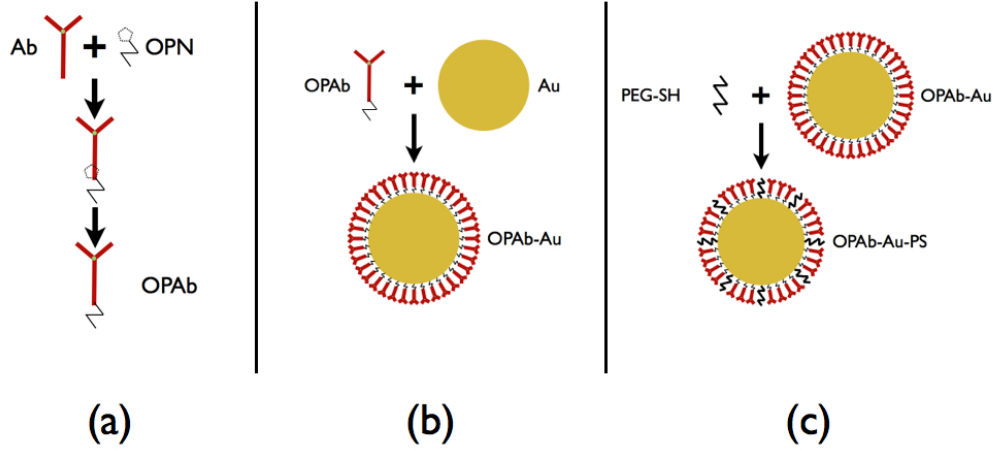 Ab + OPN
OPAb
(a)
OPAb + Au
OPAb-Au
(b)
PEG-SH + OPAb-Au
OPAb-Au-PS
(c)